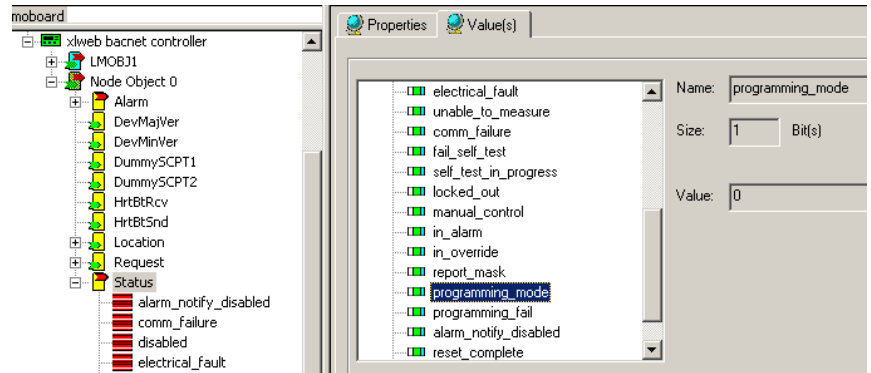 moboard
xlweb bacnet controller
LMOBJ1
Node Object 0
Alarm
DevMajVer
DevMinVer
DummySCPT1
DummySCPT2
HrtBtRcv
HrtBtSnd
Location
Request
Status
alarm_notify_disabled
comm_failure
disabled
electrical_fault
Properties Value(s)
electrical_fault
unable_to_measure
comm_failure
fail_self_test
self_test_in_progress
locked_out
manual_control
in_alarm
in_override
report_mask
programming_mode
programming_fail
alarm_notify_disabled
reset_complete
Name: programming_mode
Size: 1 Bit(s)
Value: 0